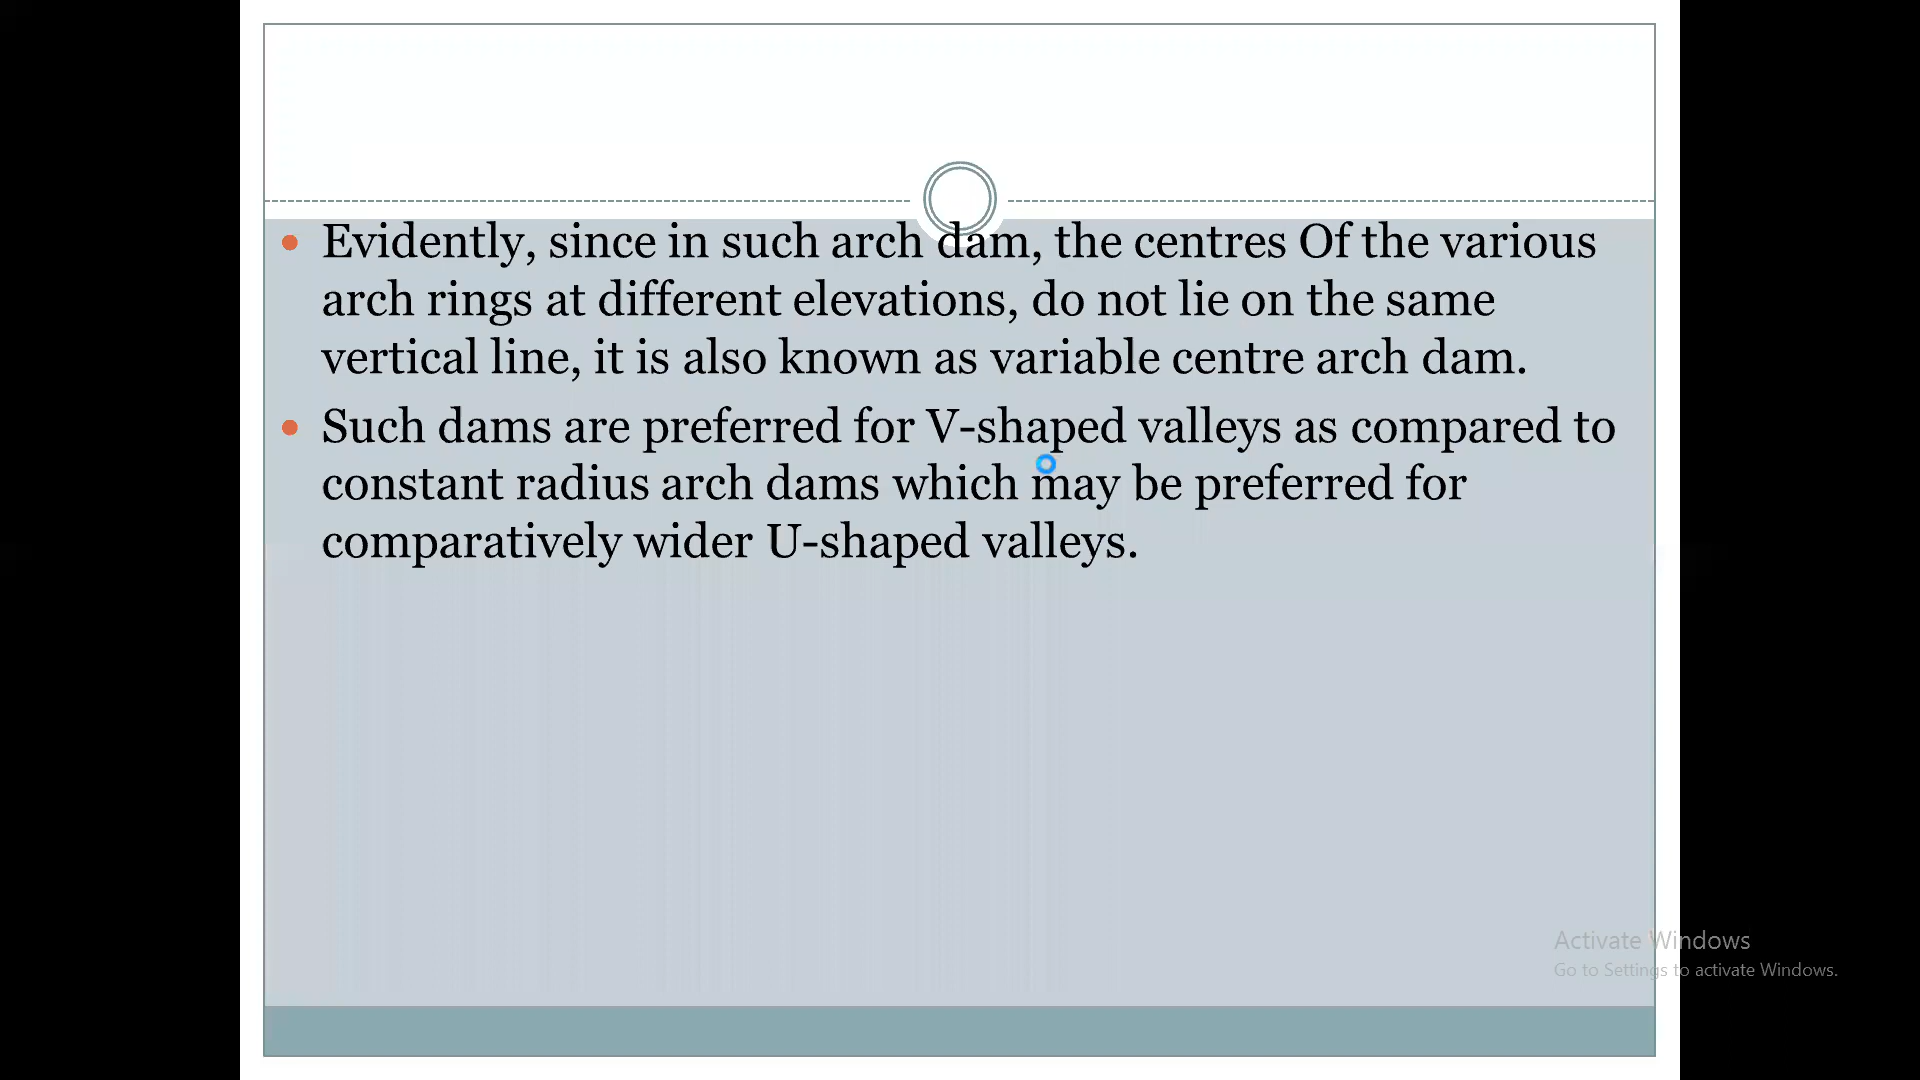 Evidently, since in such arch dam, the centres Of the various
arch rings at different elevations, do not lie on the same
vertical line, it is also known as variable centre arch dam.
Such dams are preferred for V-shaped valleys as compared to
constant radius arch dams which may be preferred for
comparatively wider U-shaped valleys.
Activate Windows
Go to Settings to activate Windows.